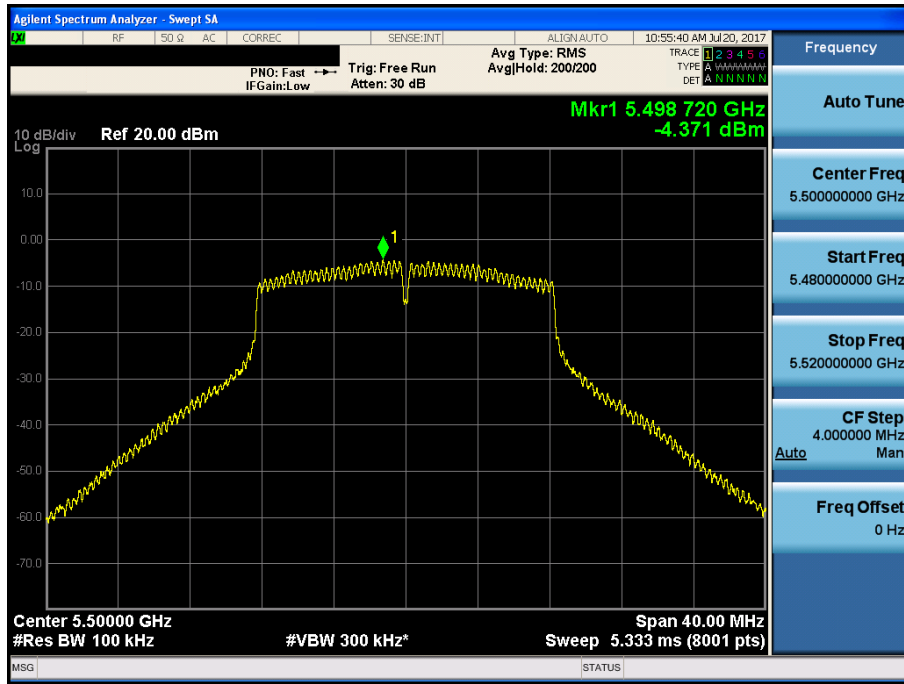 Agilent Spectrum Analyzer - Swept SA
LXI RF 50 Ω AC CORREC SENSE:INT ALIGN AUTO 10:55:40 AM Jul 20, 2017
PNO: Fast Trig: Free Run Avg Type: RMS TRACE 1 2 3 4 5 6
IFGain:Low Atten: 30 dB Avg|Hold: 200/200 TYPE A WWWWW
DET A N N N N N
Mkr1 5.498 720 GHz
-4.371 dBm
10 dB/div Ref 20.00 dBm
Log
10.0
0.00
1
-10.0
-20.0
-30.0
-40.0
-50.0
-60.0
-70.0
Center 5.50000 GHz Span 40.00 MHz
#Res BW 100 kHz #VBW 300 kHz* Sweep 5.333 ms (8001 pts)
MSG STATUS
Frequency
Auto Tune
Center Freq
5.500000000 GHz
Start Freq
5.480000000 GHz
Stop Freq
5.520000000 GHz
CF Step
4.000000 MHz
Auto Man
Freq Offset
0 Hz